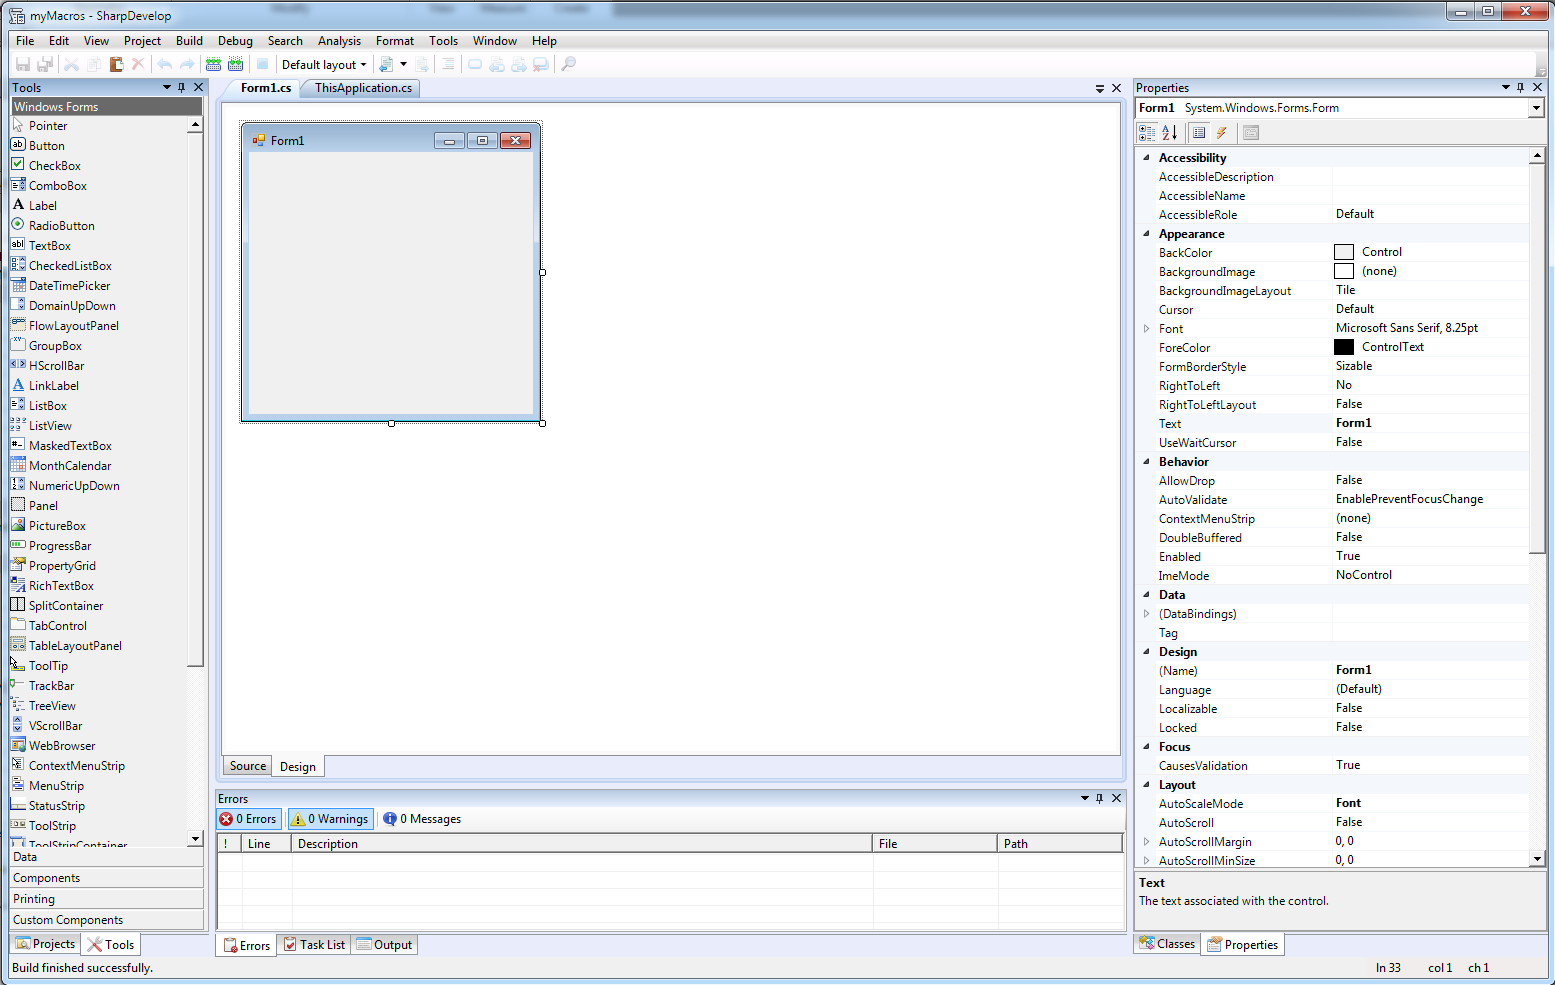 myMacros - SharpDevelop
File Edit View Project Build Debug Search Analysis Format Tools Window Help
Default layout
Tools
Windows Forms
Pointer
Button
CheckBox
ComboBox
Label
RadioButton
TextBox
CheckedListBox
DateTimePicker
DomainUpDown
FlowLayoutPanel
GroupBox
HScrollBar
LinkLabel
ListBox
ListView
MaskedTextBox
MonthCalendar
NumericUpDown
Panel
PictureBox
ProgressBar
PropertyGrid
RichTextBox
SplitContainer
TabControl
TableLayoutPanel
ToolTip
TrackBar
TreeView
VScrollBar
WebBrowser
ContextMenuStrip
MenuStrip
StatusStrip
ToolStrip
ToolStripContainer
Data
Components
Printing
Custom Components
Projects Tools
Form1.cs ThisApplication.cs
Form1
Source Design
Errors
0 Errors 0 Warnings 0 Messages
! Line Description File Path
Errors Task List Output
Properties
Form1 System.Windows.Forms.Form
Accessibility
AccessibleDescription
AccessibleName
AccessibleRole Default
Appearance
BackColor Control
BackgroundImage (none)
BackgroundImageLayout Tile
Cursor Default
Font Microsoft Sans Serif, 8.25pt
ForeColor ControlText
FormBorderStyle Sizable
RightToLeft No
RightToLeftLayout False
Text Form1
UseWaitCursor False
Behavior
AllowDrop False
AutoValidate EnablePreventFocusChange
ContextMenuStrip (none)
DoubleBuffered False
Enabled True
ImeMode NoControl
Data
(DataBindings)
Tag
Design
(Name) Form1
Language (Default)
Localizable False
Locked False
Focus
CausesValidation True
Layout
AutoScaleMode Font
AutoScroll False
AutoScrollMargin 0, 0
AutoScrollMinSize 0, 0
Text
The text associated with the control.
Classes Properties
Build finished successfully.
ln 33 col 1 ch 1